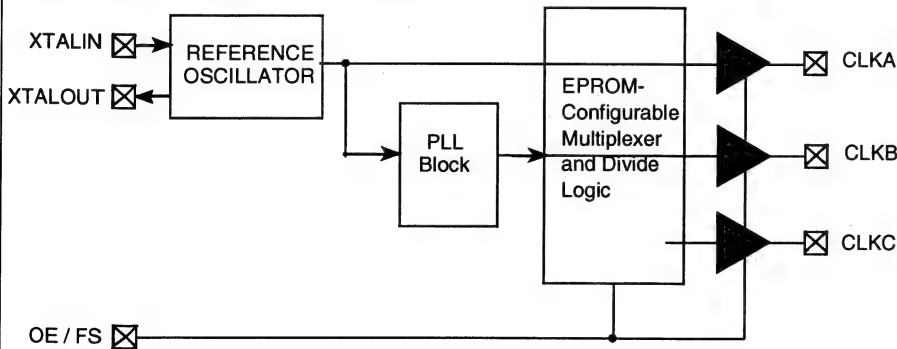 XTALIN
XTALOUT
REFERENCE
OSCILLATOR
PLL
Block
EPROM-
Configurable
Multiplexer
and Divide
Logic
CLKA
CLKB
CLKC
OE / FS